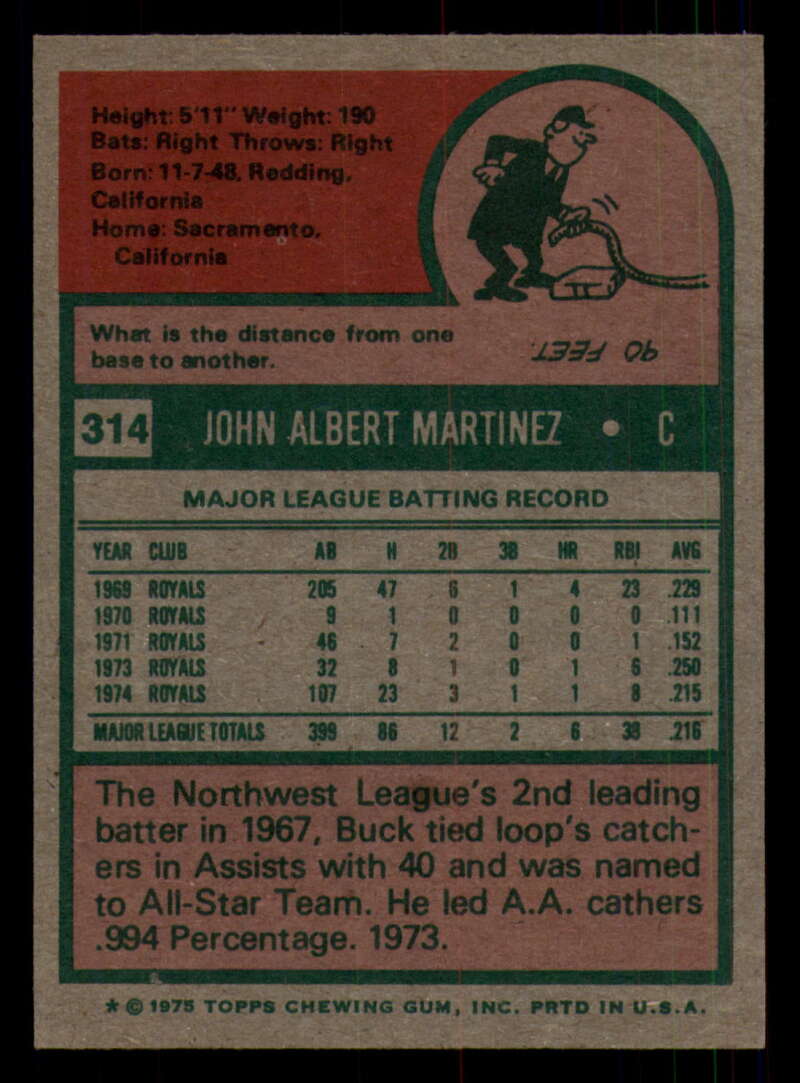 Height: 5'11" Weight: 190
Bats: Right Throws: Right
Born: 11-7-48, Redding,
California
Home: Sacramento,
California
What is the distance from one
base to another.
90 FEET.
314 JOHN ALBERT MARTINEZ • C
MAJOR LEAGUE BATTING RECORD
YEAR CLUB AB H 2B 3B HR RBI AVG
1969 ROYALS 205 47 6 1 4 23 .229
1970 ROYALS 9 1 0 0 0 0 .111
1971 ROYALS 46 7 2 0 0 1 .152
1973 ROYALS 32 8 1 0 1 6 .250
1974 ROYALS 107 23 3 1 1 8 .215
MAJOR LEAGUE TOTALS 399 86 12 2 6 38 .216
The Northwest League's 2nd leading
batter in 1967, Buck tied loop's catch-
ers in Assists with 40 and was named
to All-Star Team. He led A.A. cathers
.994 Percentage. 1973.
* © 1975 TOPPS CHEWING GUM, INC. PRTD IN U.S.A.